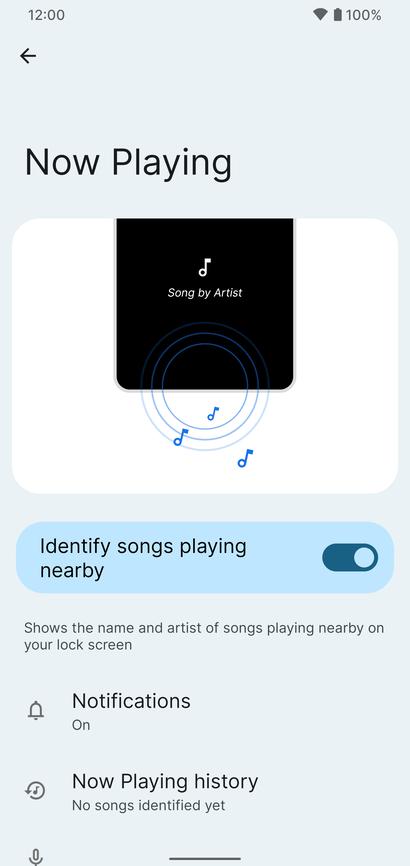 12:00
100%
Now Playing
Song by Artist
Identify songs playing
nearby
Shows the name and artist of songs playing nearby on
your lock screen
Notifications
On
Now Playing history
No songs identified yet